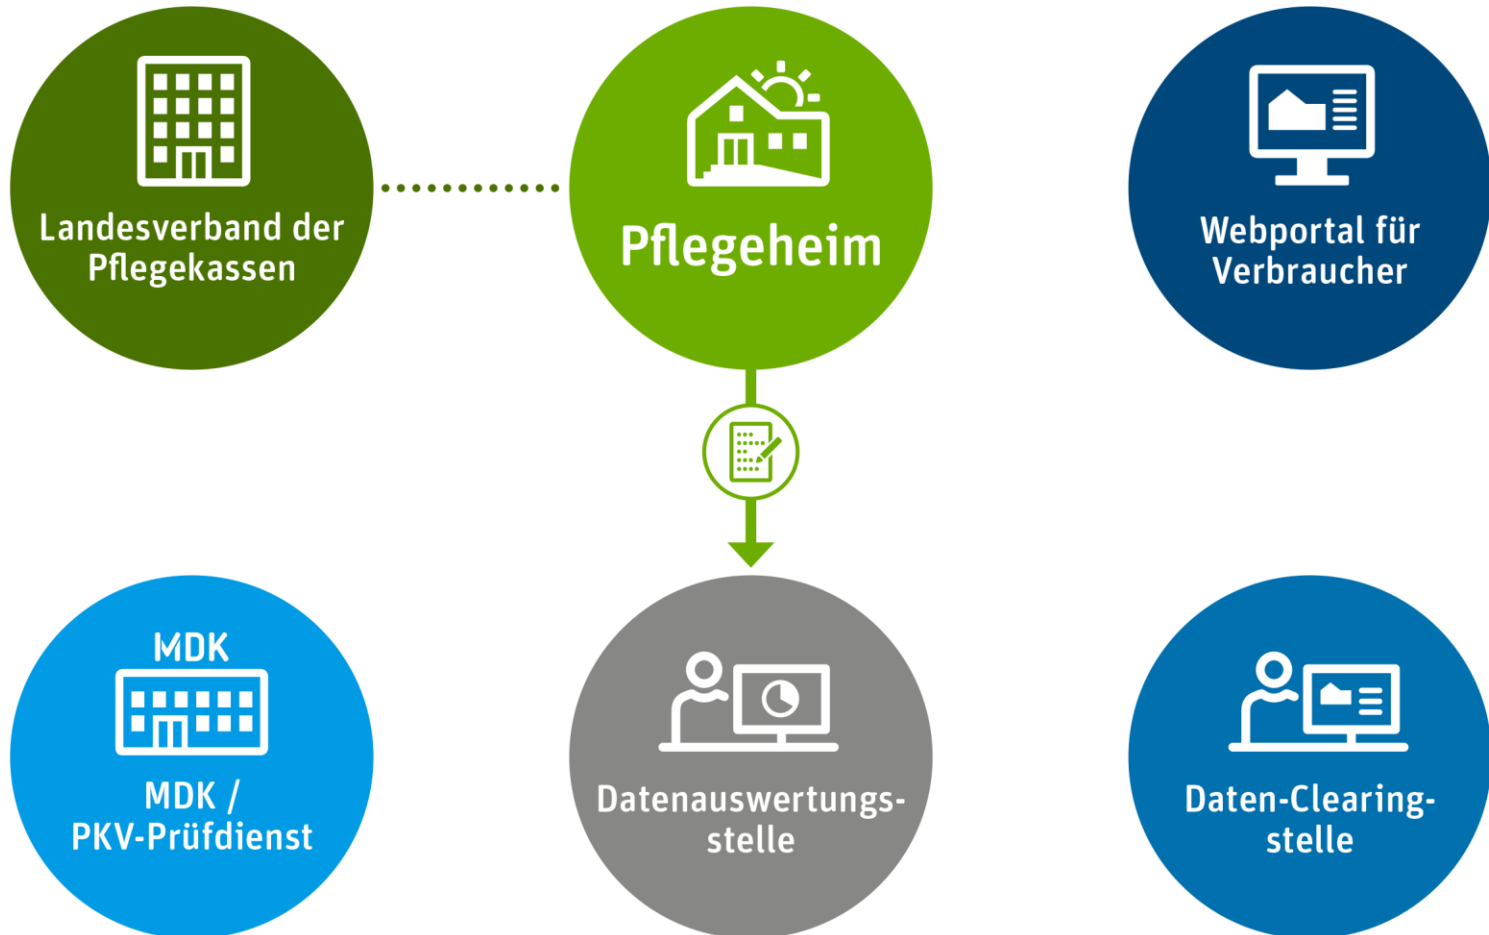 Landesverband der
Pflegekassen
Pflegeheim
Webportal für
Verbraucher
MDK
MDK /
PKV-Prüfdienst
Datenauswertungs-
stelle
Daten-Clearing-
stelle